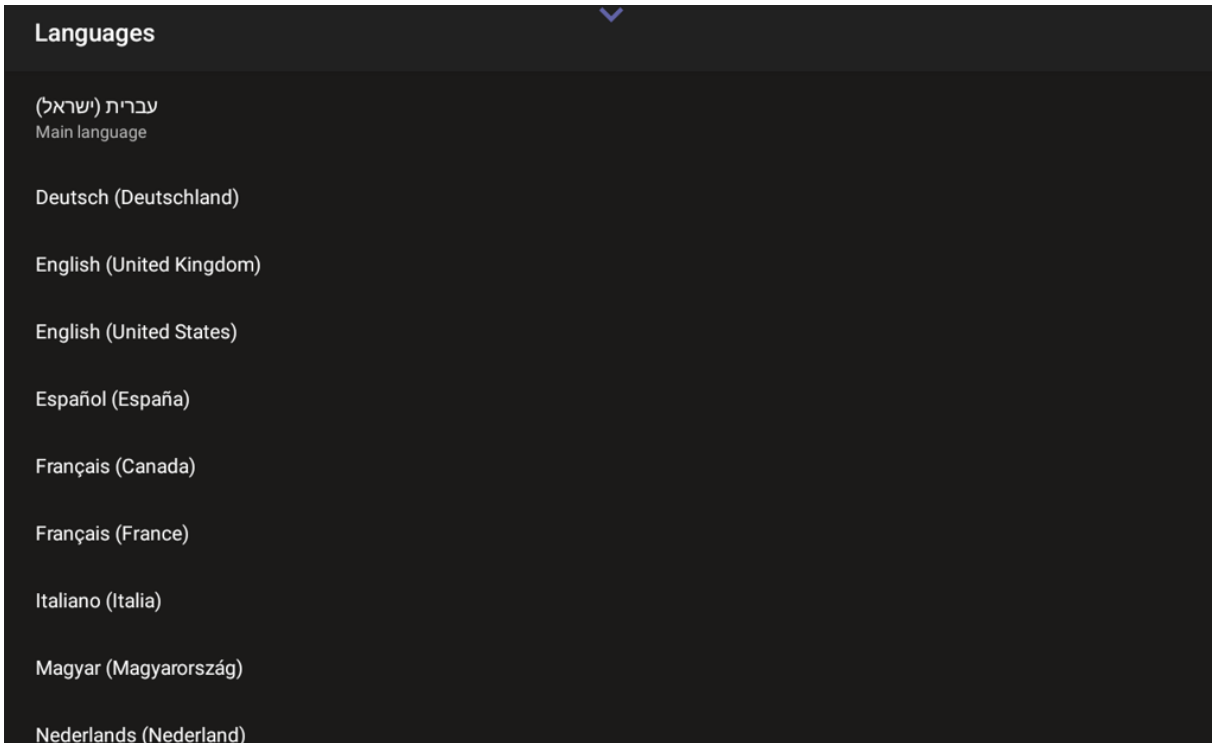 Languages
עברית (ישראל)
Main language
Deutsch (Deutschland)
English (United Kingdom)
English (United States)
Español (España)
Français (Canada)
Français (France)
Italiano (Italia)
Magyar (Magyarország)
Nederlands (Nederland)